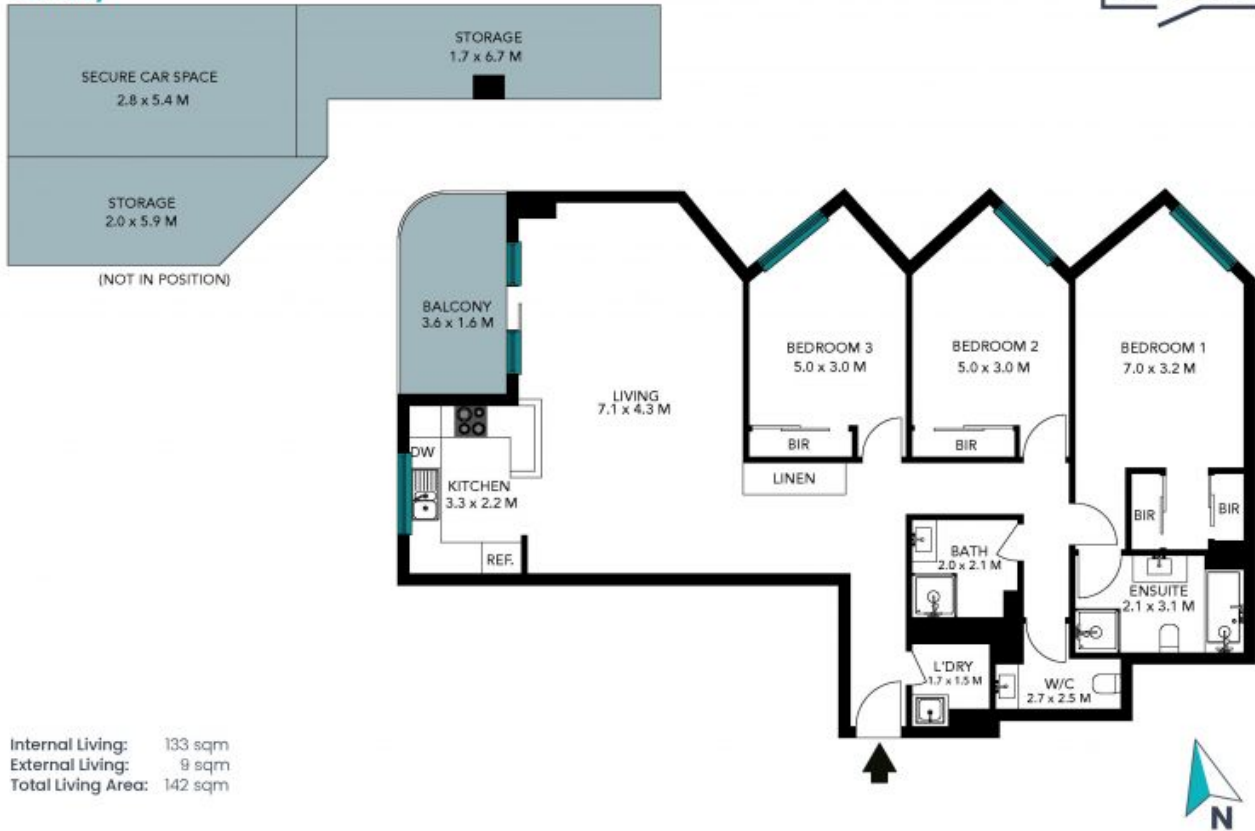 STORAGE
1.7 x 6.7 M
SECURE CAR SPACE
2.8 x 5.4 M
STORAGE
2.0 x 5.9 M
(NOT IN POSITION)
BALCONY
3.6 x 1.6 M
LIVING
7.1 x 4.3 M
BEDROOM 3
5.0 x 3.0 M
BEDROOM 2
5.0 x 3.0 M
BEDROOM 1
7.0 x 3.2 M
BIR
BIR
BIR
BIR
LINEN
DW
KITCHEN
3.3 x 2.2 M
REF.
BATH
2.0 x 2.1 M
ENSUITE
2.1 x 3.1 M
L'DRY
1.7 x 1.5 M
W/C
2.7 x 2.5 M
Internal Living: 133 sqm
External Living: 9 sqm
Total Living Area: 142 sqm
N